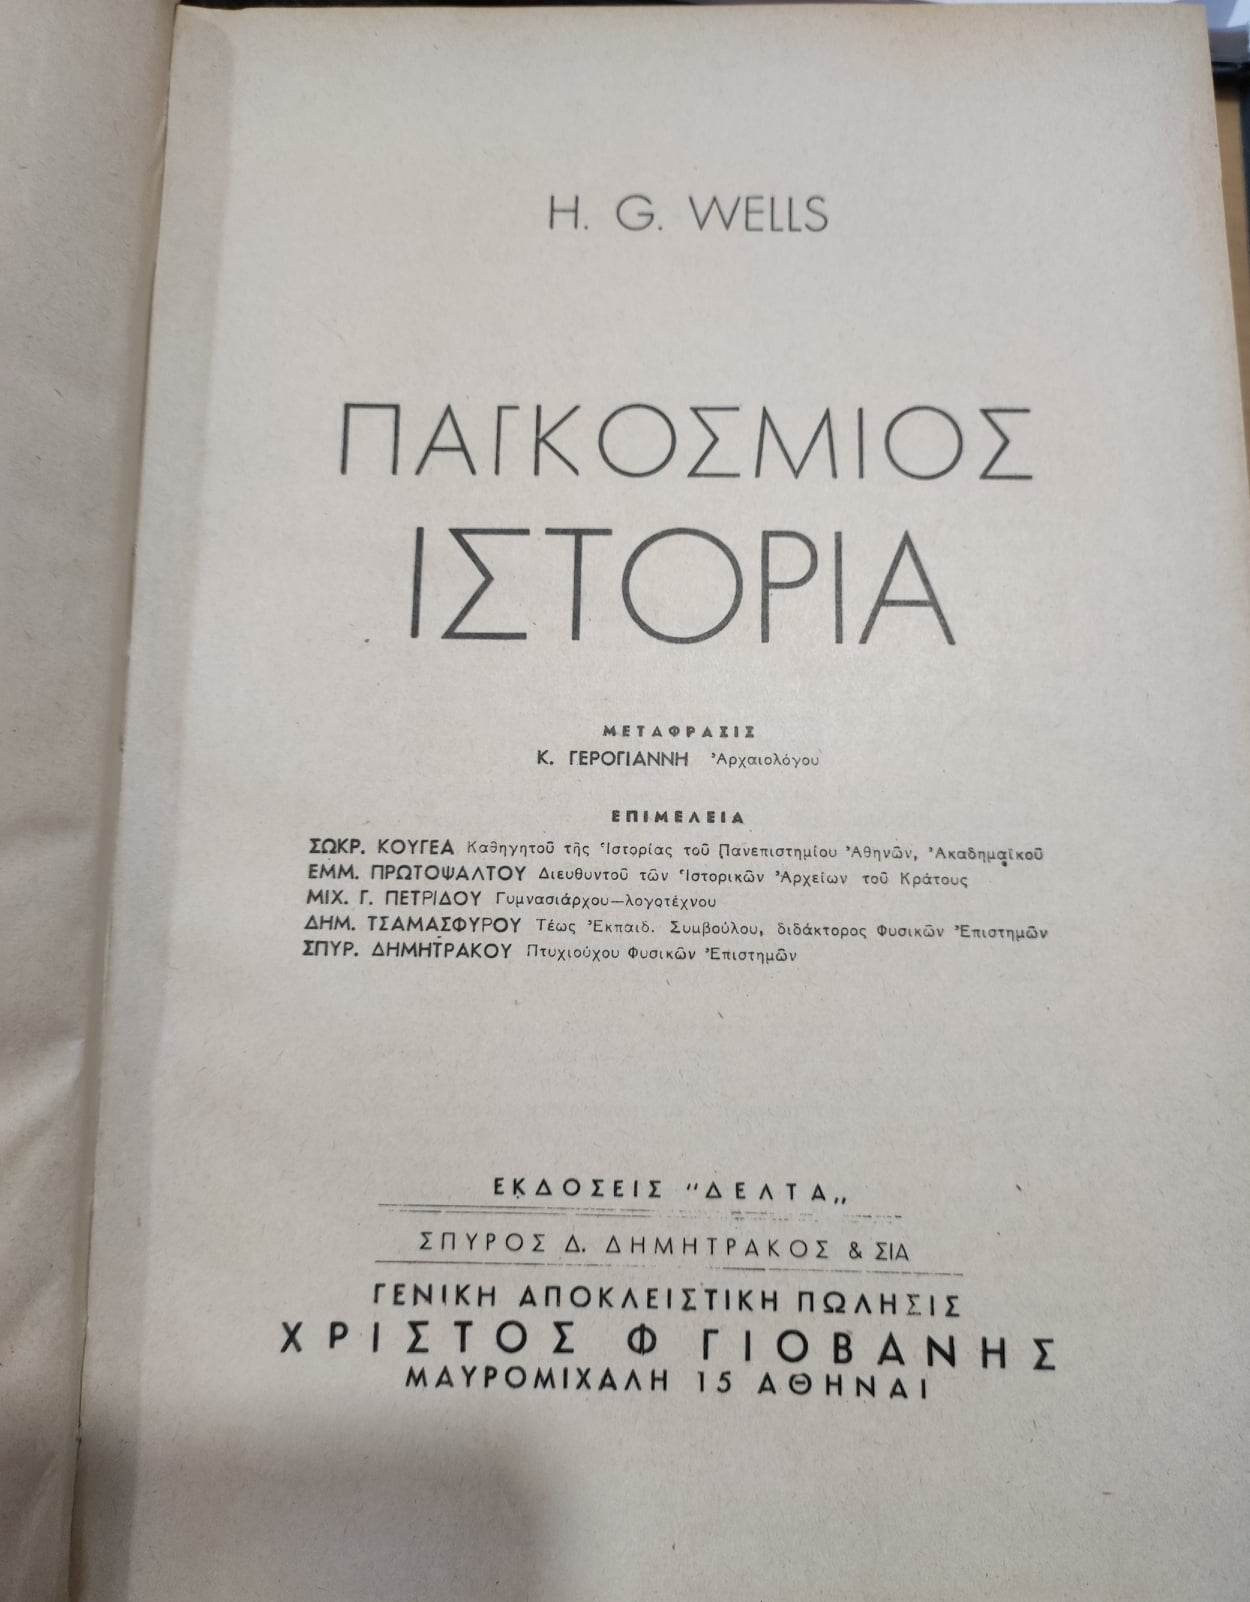 H. G. WELLS
ΠΑΓΚΟΣΜΙΟΣ
ΙΣΤΟΡΙΑ
ΜΕΤΑΦΡΑΣΙΣ
Κ. ΓΕΡΟΓΙΑΝΝΗ Ἀρχαιολόγου
ΕΠΙΜΕΛΕΙΑ
ΣΩΚΡ. ΚΟΥΓΕΑ Καθηγητοῦ τῆς Ἱστορίας τοῦ Πανεπιστημίου Ἀθηνῶν, Ἀκαδημαϊκοῦ
ΕΜΜ. ΠΡΩΤΟΨΑΛΤΟΥ Διευθυντοῦ τῶν Ἱστορικῶν Ἀρχείων τοῦ Κράτους
ΜΙΧ. Γ. ΠΕΤΡΙΔΟΥ Γυμνασιάρχου—λογοτέχνου
ΔΗΜ. ΤΣΑΜΑΣΦΥΡΟΥ Τέως Ἐκπαιδ. Συμβούλου, διδάκτορος Φυσικῶν Ἐπιστημῶν
ΣΠΥΡ. ΔΗΜΗΤΡΑΚΟΥ Πτυχιούχου Φυσικῶν Ἐπιστημῶν
ΕΚΔΟΣΕΙΣ "ΔΕΛΤΑ„
ΣΠΥΡΟΣ Δ. ΔΗΜΗΤΡΑΚΟΣ & ΣΙΑ
ΓΕΝΙΚΗ ΑΠΟΚΛΕΙΣΤΙΚΗ ΠΩΛΗΣΙΣ
ΧΡΙΣΤΟΣ Φ ΓΙΟΒΑΝΗΣ
ΜΑΥΡΟΜΙΧΑΛΗ 15 ΑΘΗΝΑΙ